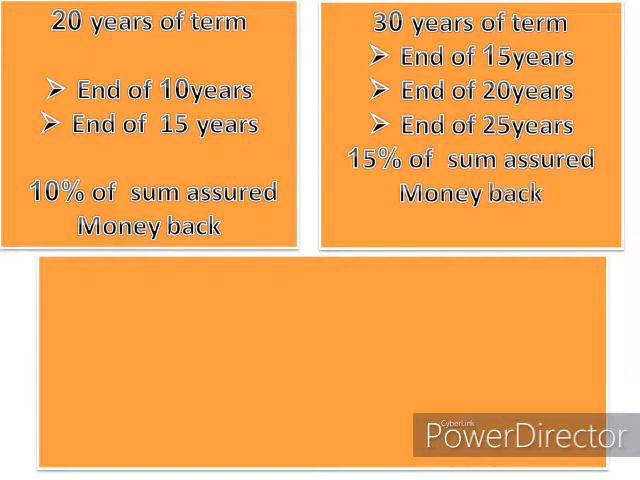 20 years of term
➢ End of 10years
➢ End of 15 years
10% of sum assured
Money back
30 years of term
➢ End of 15years
➢ End of 20years
➢ End of 25years
15% of sum assured
Money back
CyberLink
PowerDirector